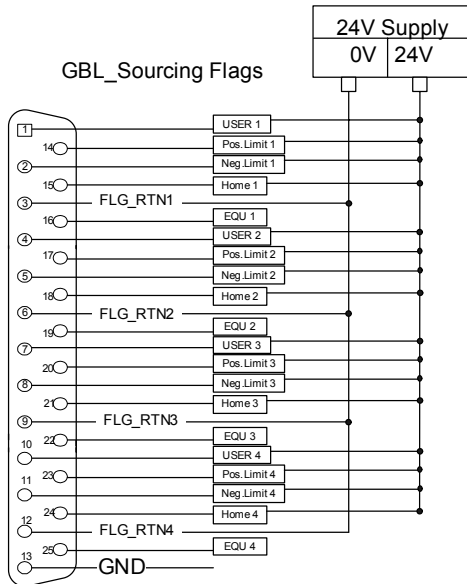 24V Supply
0V 24V
GBL_Sourcing Flags
1 USER 1
14 Pos.Limit 1
2 Neg.Limit 1
15 Home 1
3 FLG_RTN1
16 EQU 1
4 USER 2
17 Pos.Limit 2
5 Neg.Limit 2
18 Home 2
6 FLG_RTN2
19 EQU 2
7 USER 3
20 Pos.Limit 3
8 Neg.Limit 3
21 Home 3
9 FLG_RTN3
22 EQU 3
10 USER 4
23 Pos.Limit 4
11 Neg.Limit 4
24 Home 4
12 FLG_RTN4
25 EQU 4
13 GND